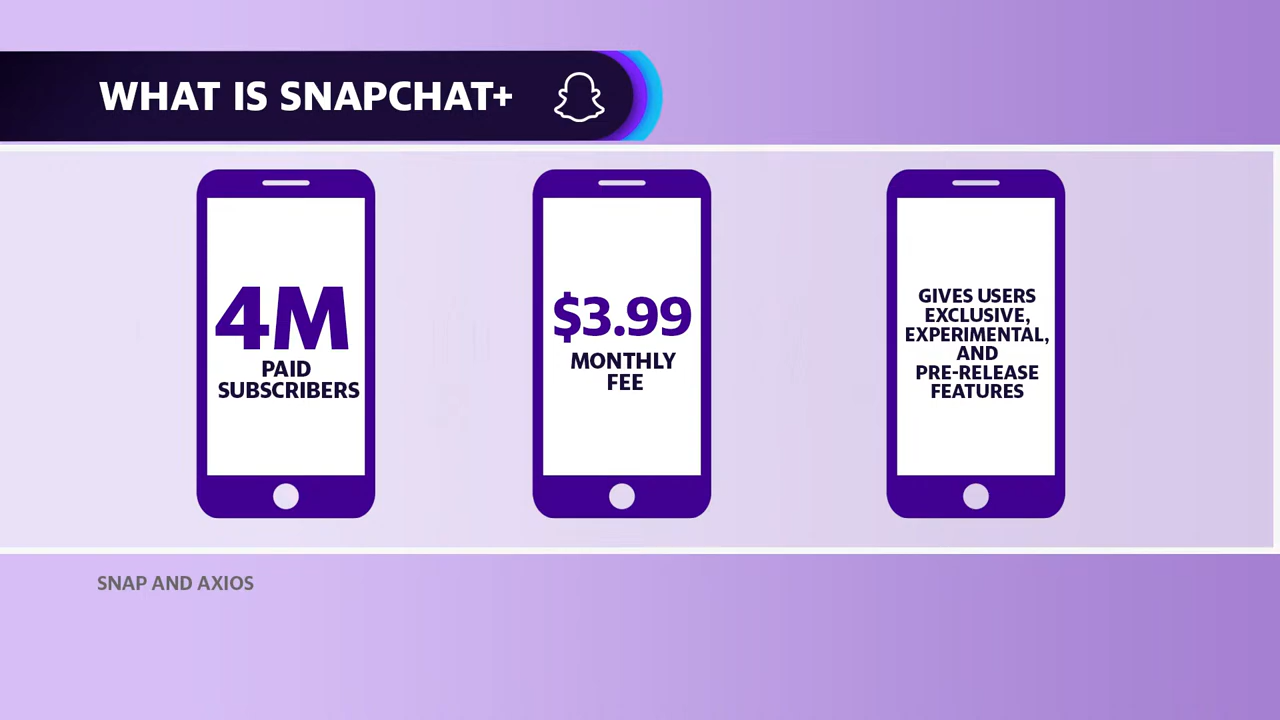 WHAT IS SNAPCHAT+
4M
PAID
SUBSCRIBERS
$3.99
MONTHLY
FEE
GIVES USERS
EXCLUSIVE,
EXPERIMENTAL,
AND
PRE-RELEASE
FEATURES
SNAP AND AXIOS